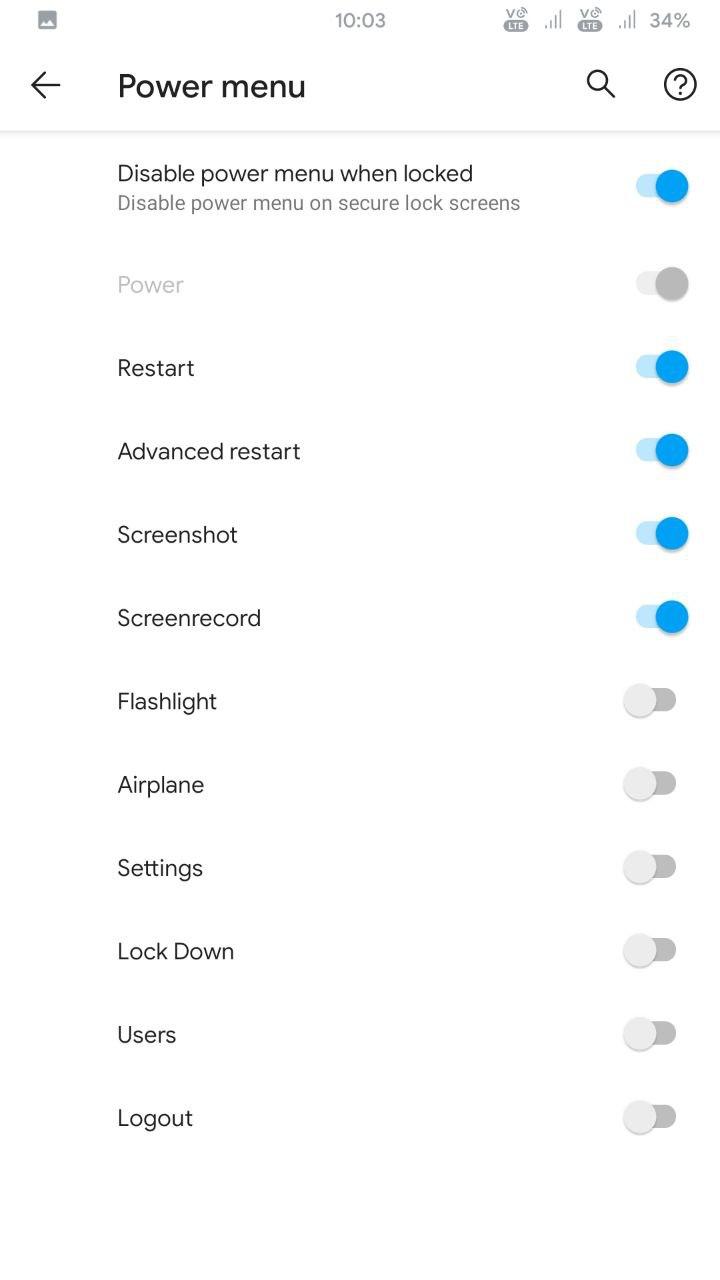 10:03
Vo LTE Vo LTE 34%
Power menu
Disable power menu when locked
Disable power menu on secure lock screens
Power
Restart
Advanced restart
Screenshot
Screenrecord
Flashlight
Airplane
Settings
Lock Down
Users
Logout